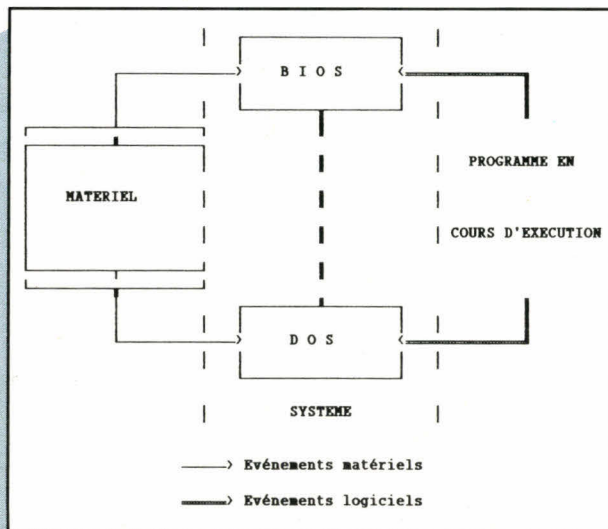 B I O S
PROGRAMME EN
MATERIEL
COURS D'EXECUTION
D O S
SYSTEME
Evénements matériels
Evénements logiciels